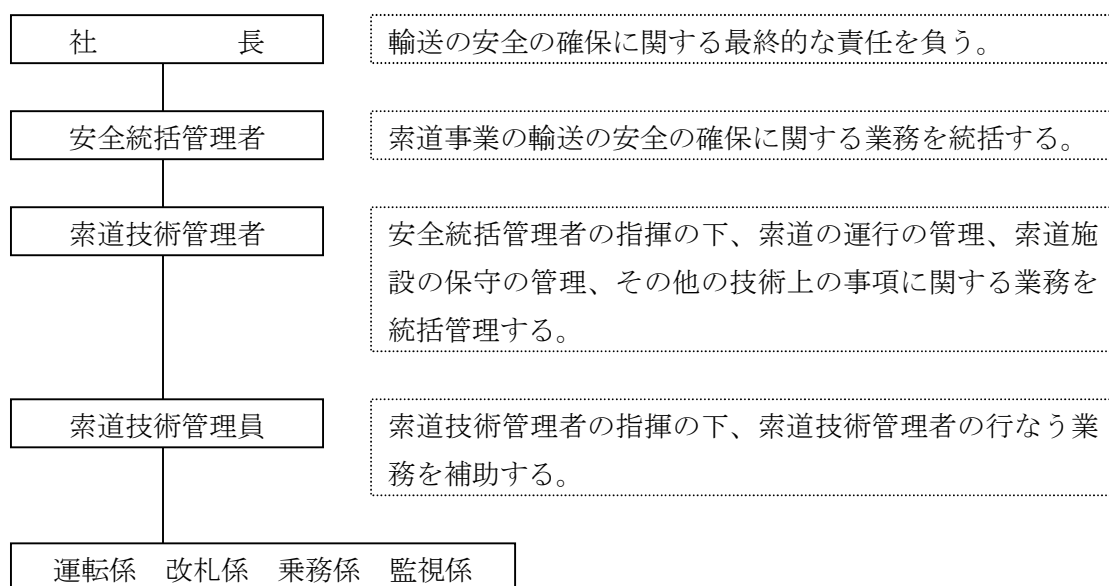 社　　　　　長
輸送の安全の確保に関する最終的な責任を負う。
安全統括管理者
索道事業の輸送の安全の確保に関する業務を統括する。
索道技術管理者
安全統括管理者の指揮の下、索道の運行の管理、索道施
設の保守の管理、その他の技術上の事項に関する業務を
統括管理する。
索道技術管理員
索道技術管理者の指揮の下、索道技術管理者の行なう業
務を補助する。
運転係　改札係　乗務係　監視係